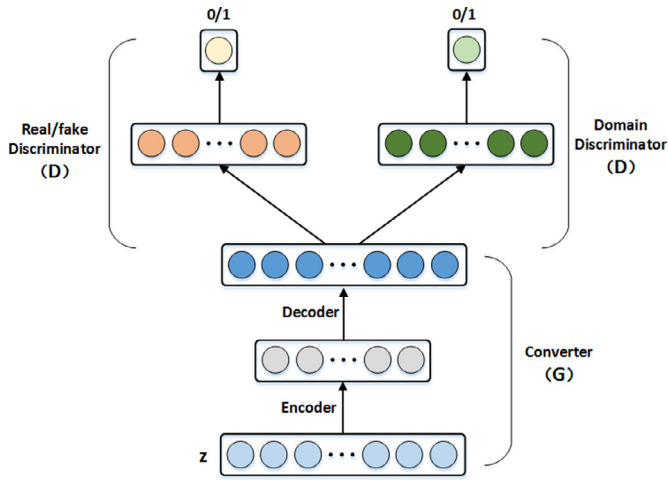 0/1
0/1
Real/fake
Discriminator
(D)
Domain
Discriminator
(D)
Decoder
Converter
(G)
Encoder
z